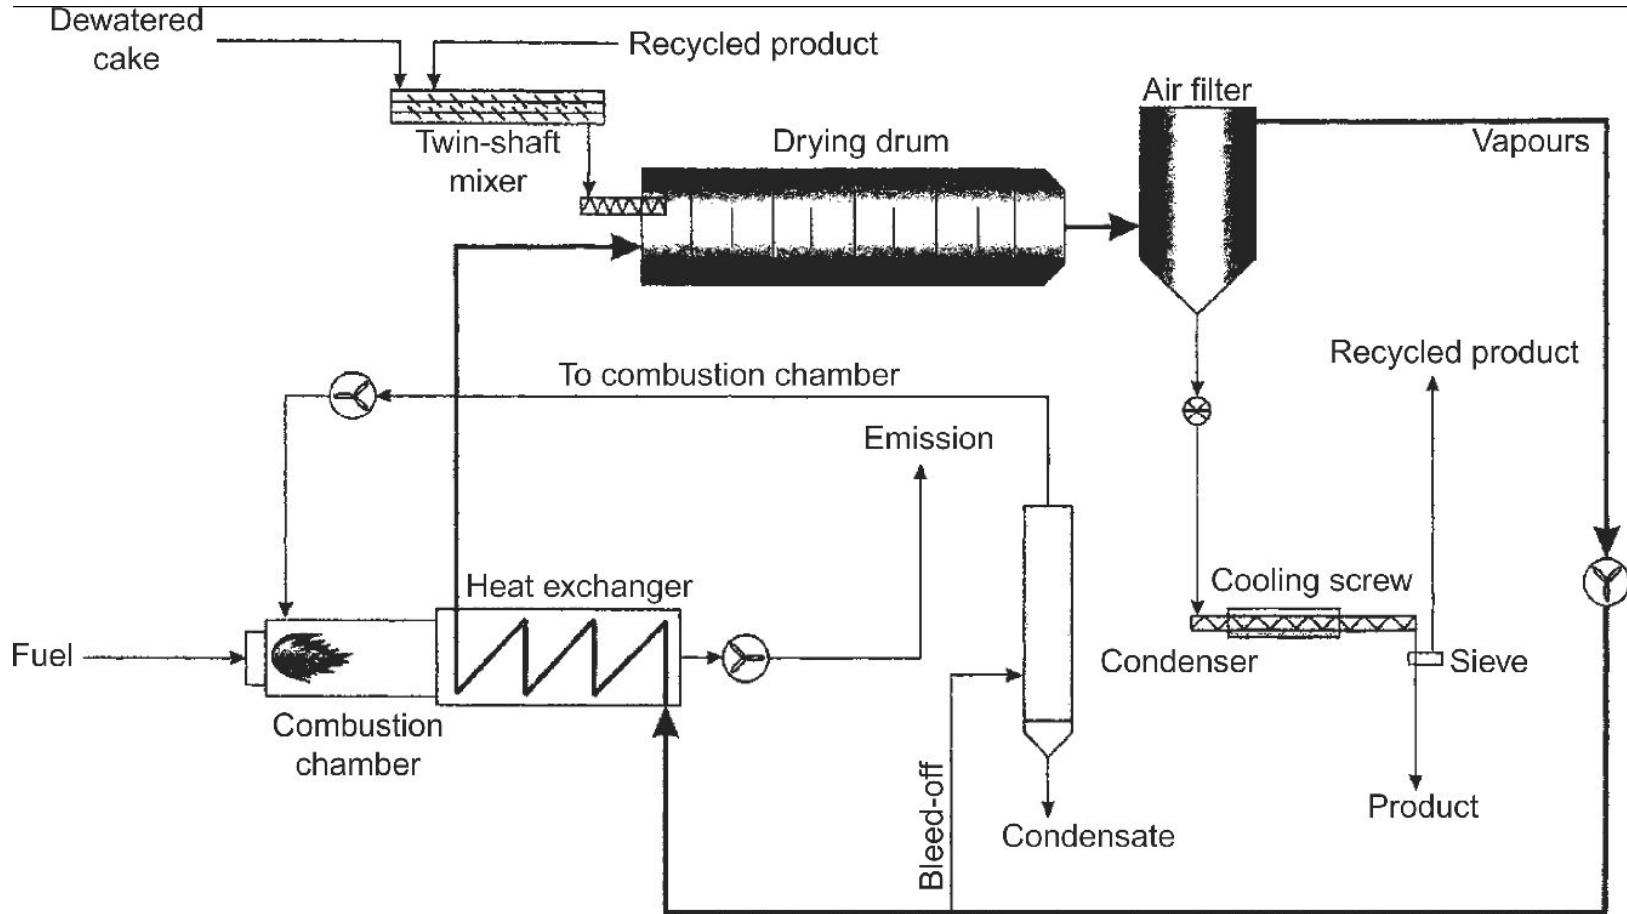 Dewatered
cake
Recycled product
Twin-shaft
mixer
Drying drum
Air filter
Vapours
To combustion chamber
Recycled product
Emission
Heat exchanger
Cooling screw
Fuel
Condenser
Sieve
Combustion
chamber
Bleed-off
Condensate
Product